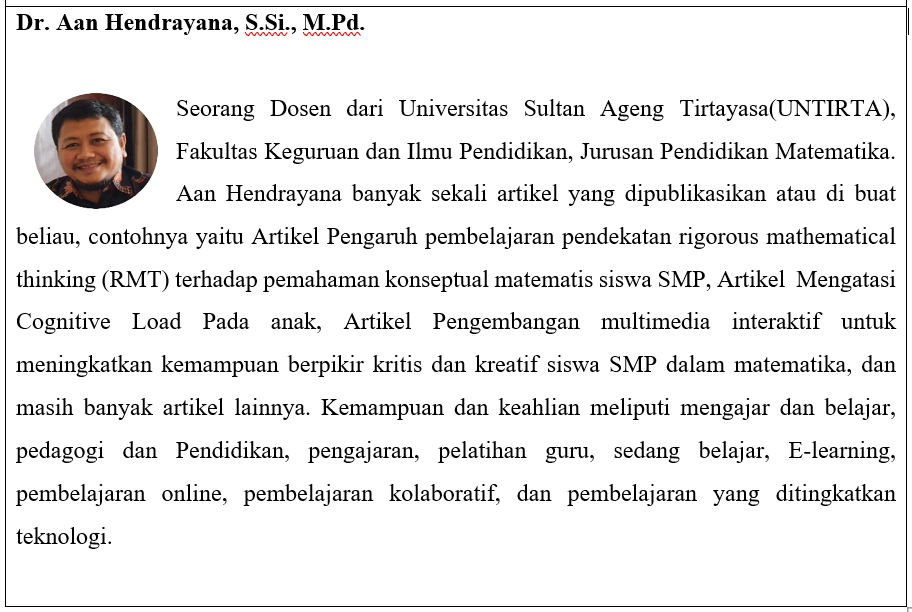 Dr. Aan Hendrayana, S.Si., M.Pd.
Seorang Dosen dari Universitas Sultan Ageng Tirtayasa(UNTIRTA),
Fakultas Keguruan dan Ilmu Pendidikan, Jurusan Pendidikan Matematika.
Aan Hendrayana banyak sekali artikel yang dipublikasikan atau di buat
beliau, contohnya yaitu Artikel Pengaruh pembelajaran pendekatan rigorous mathematical
thinking (RMT) terhadap pemahaman konseptual matematis siswa SMP, Artikel  Mengatasi
Cognitive Load Pada anak, Artikel Pengembangan multimedia interaktif untuk
meningkatkan kemampuan berpikir kritis dan kreatif siswa SMP dalam matematika, dan
masih banyak artikel lainnya. Kemampuan dan keahlian meliputi mengajar dan belajar,
pedagogi dan Pendidikan, pengajaran, pelatihan guru, sedang belajar, E-learning,
pembelajaran online, pembelajaran kolaboratif, dan pembelajaran yang ditingkatkan
teknologi.